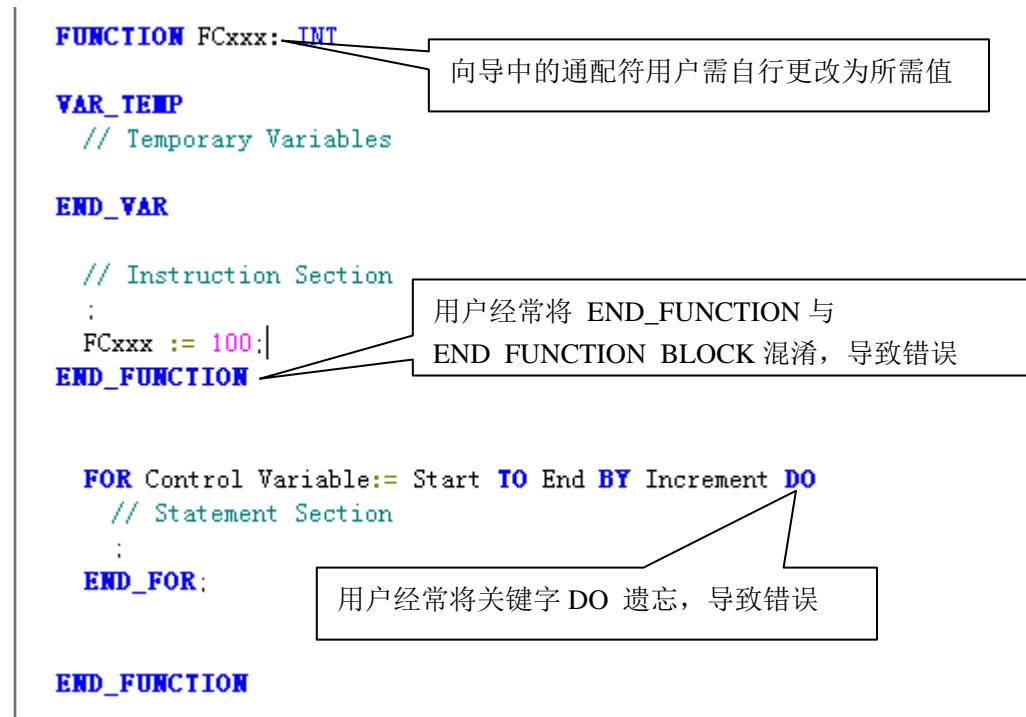 FUNCTION FCxxx: INT
向导中的通配符用户需自行更改为所需值
VAR_TEMP
// Temporary Variables
END_VAR
// Instruction Section
;
用户经常将 END_FUNCTION 与
END FUNCTION BLOCK 混淆，导致错误
FCxxx := 100;
END_FUNCTION
FOR Control Variable:= Start TO End BY Increment DO
// Statement Section
;
END_FOR;
用户经常将关键字 DO 遗忘，导致错误
END_FUNCTION